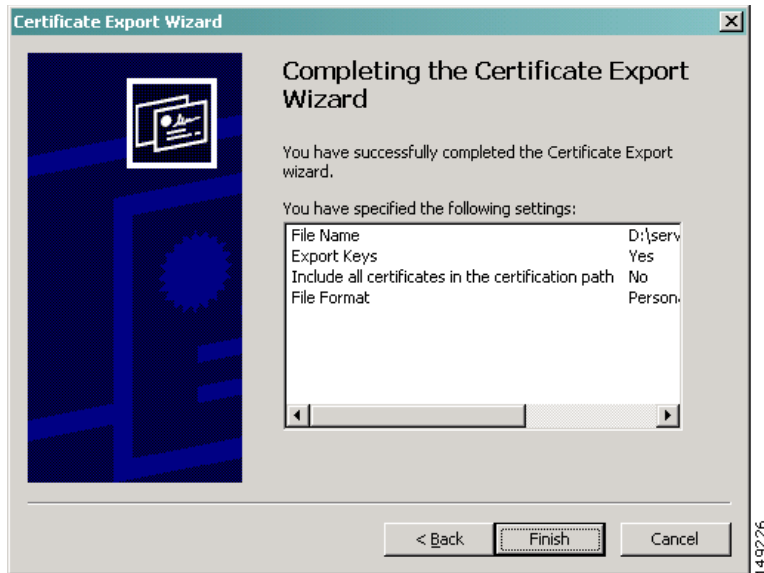 Certificate Export Wizard
Completing the Certificate Export
Wizard
You have successfully completed the Certificate Export
wizard.
You have specified the following settings:
File Name D:\serv
Export Keys Yes
Include all certificates in the certification path No
File Format Person
< Back Finish Cancel
149226